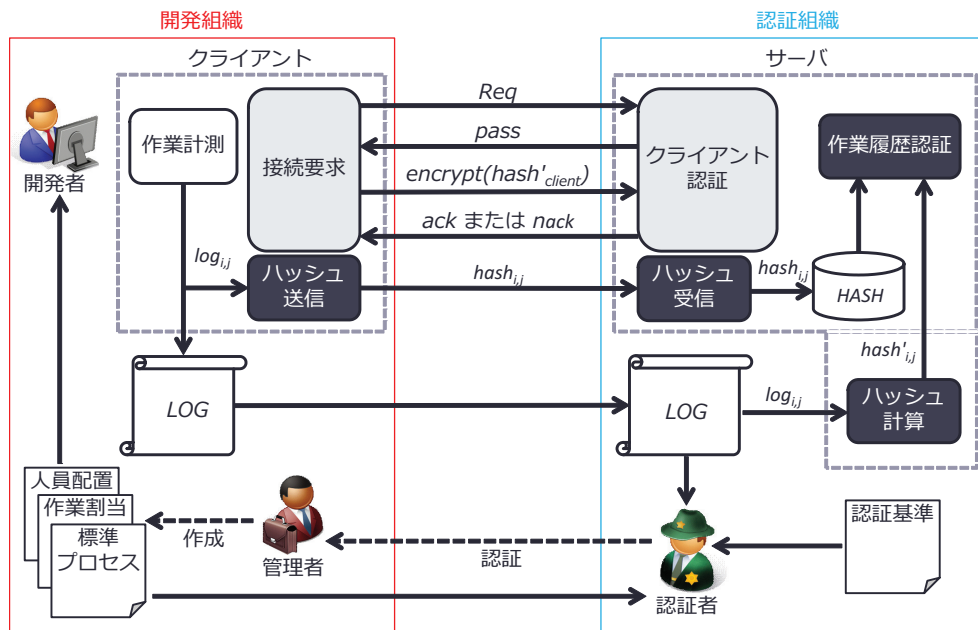 開発組織
認証組織
クライアント
サーバ
開発者
作業計測
接続要求
Req
pass
encrypt(hash'client)
ack または nack
クライアント
認証
作業履歴認証
log i,j
ハッシュ
送信
hash i,j
ハッシュ
受信
hash i,j
HASH
hash' i,j
LOG
LOG
log i,j
ハッシュ
計算
人員配置
作業割当
標準
プロセス
作成
管理者
認証
認証者
認証基準